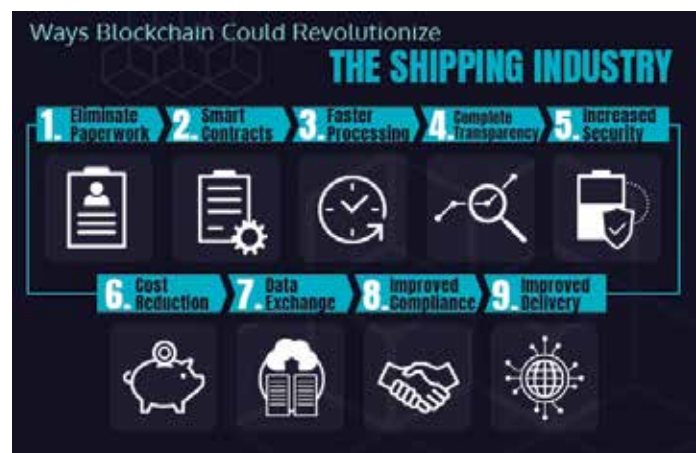 Ways Blockchain Could Revolutionize
THE SHIPPING INDUSTRY
1. Eliminate
Paperwork
2. Smart
Contracts
3. Faster
Processing
4. Complete
Transparency
5. Increased
Security
6. Cost
Reduction
7. Data
Exchange
8. Improved
Compliance
9. Improved
Delivery